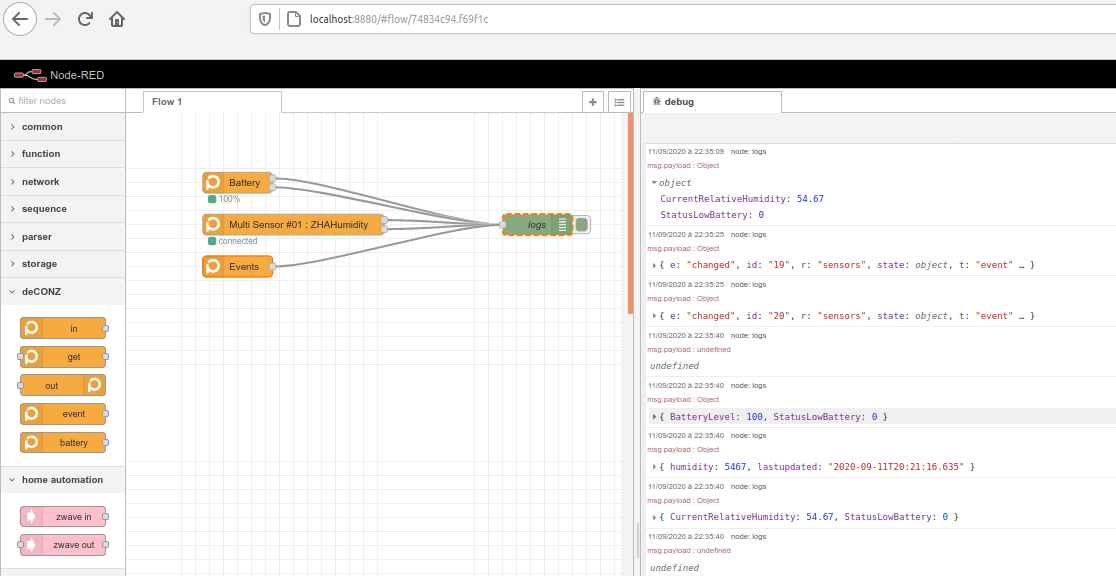 localhost:8880/#flow/74834c94.f69f1c
Node-RED
filter nodes
common
function
network
sequence
parser
storage
deCONZ
in
get
out
event
battery
home automation
zwave in
zwave out
Flow 1
Battery
100%
Multi Sensor #01 : ZHAHumidity
connected
Events
logs
debug
11/09/2020 à 22:35:09 node: logs
msg.payload : Object
object
CurrentRelativeHumidity: 54.67
StatusLowBattery: 0
11/09/2020 à 22:35:25 node: logs
msg.payload : Object
{ e: "changed", id: "19", r: "sensors", state: object, t: "event" … }
11/09/2020 à 22:35:25 node: logs
msg.payload : Object
{ e: "changed", id: "20", r: "sensors", state: object, t: "event" … }
11/09/2020 à 22:35:40 node: logs
msg.payload : undefined
undefined
11/09/2020 à 22:35:40 node: logs
msg.payload : Object
{ BatteryLevel: 100, StatusLowBattery: 0 }
11/09/2020 à 22:35:40 node: logs
msg.payload : Object
{ humidity: 5467, lastupdated: "2020-09-11T20:21:16.635" }
11/09/2020 à 22:35:40 node: logs
msg.payload : Object
{ CurrentRelativeHumidity: 54.67, StatusLowBattery: 0 }
11/09/2020 à 22:35:40 node: logs
msg.payload : undefined
undefined